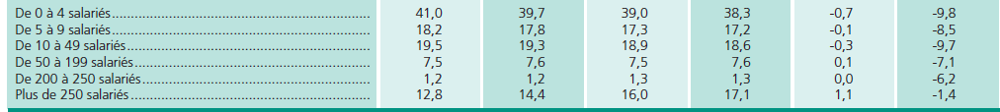 De 0 à 4 salariés 41,0 39,7 39,0 38,3 -0,7 -9,8
De 5 à 9 salariés 18,2 17,8 17,3 17,2 -0,1 -8,5
De 10 à 49 salariés 19,5 19,3 18,9 18,6 -0,3 -9,7
De 50 à 199 salariés 7,5 7,6 7,5 7,6 0,1 -7,1
De 200 à 250 salariés 1,2 1,2 1,3 1,3 0,0 -6,2
Plus de 250 salariés 12,8 14,4 16,0 17,1 1,1 -1,4